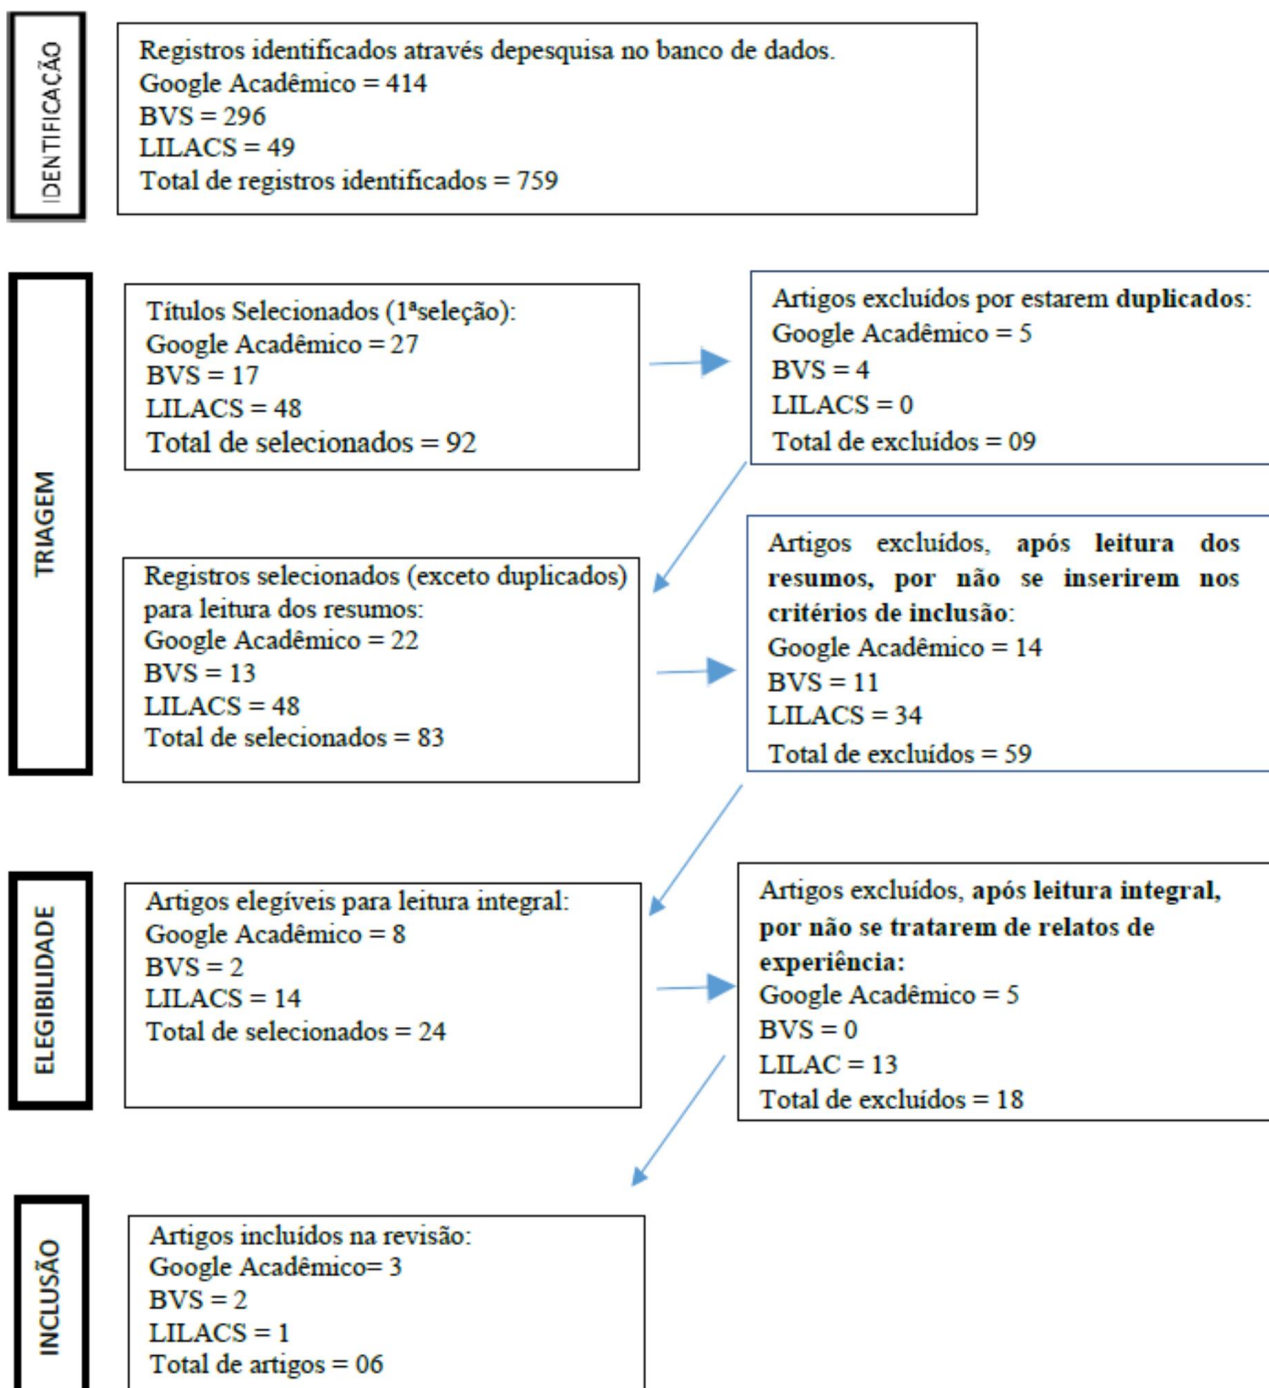 IDENTIFICAÇÃO
Registros identificados através depesquisa no banco de dados.
Google Acadêmico = 414
BVS = 296
LILACS = 49
Total de registros identificados = 759
TRIAGEM
Títulos Selecionados (1ªseleção):
Google Acadêmico = 27
BVS = 17
LILACS = 48
Total de selecionados = 92
Artigos excluídos por estarem duplicados:
Google Acadêmico = 5
BVS = 4
LILACS = 0
Total de excluídos = 09
Registros selecionados (exceto duplicados)
para leitura dos resumos:
Google Acadêmico = 22
BVS = 13
LILACS = 48
Total de selecionados = 83
Artigos excluídos, após leitura dos
resumos, por não se inserirem nos
critérios de inclusão:
Google Acadêmico = 14
BVS = 11
LILACS = 34
Total de excluídos = 59
ELEGIBILIDADE
Artigos elegíveis para leitura integral:
Google Acadêmico = 8
BVS = 2
LILACS = 14
Total de selecionados = 24
Artigos excluídos, após leitura integral,
por não se tratarem de relatos de
experiência:
Google Acadêmico = 5
BVS = 0
LILAC = 13
Total de excluídos = 18
INCLUSÃO
Artigos incluídos na revisão:
Google Acadêmico= 3
BVS = 2
LILACS = 1
Total de artigos = 06